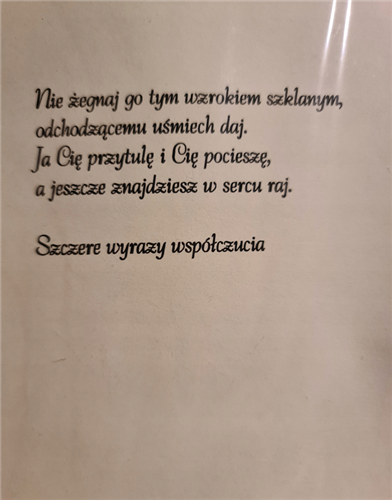 Nie żegnaj go tym wzrokiem szklanym,
odchodzącemu uśmiech daj.
Ja Cię przytulę i Cię pocieszę,
a jeszcze znajdziesz w sercu raj.
Szczere wyrazy współczucia